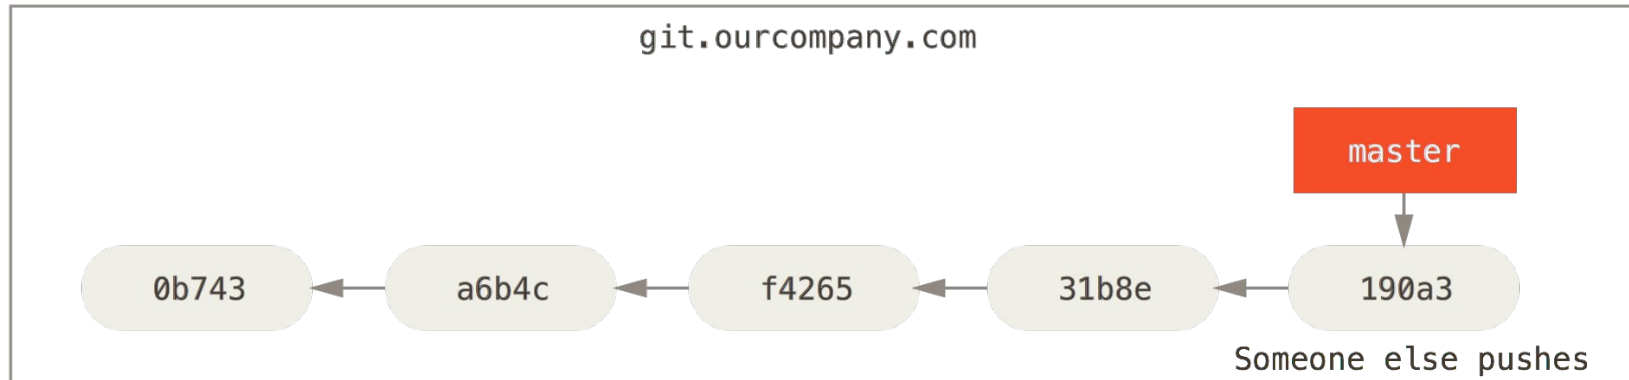 git.ourcompany.com
master
0b743
a6b4c
f4265
31b8e
190a3
Someone else pushes